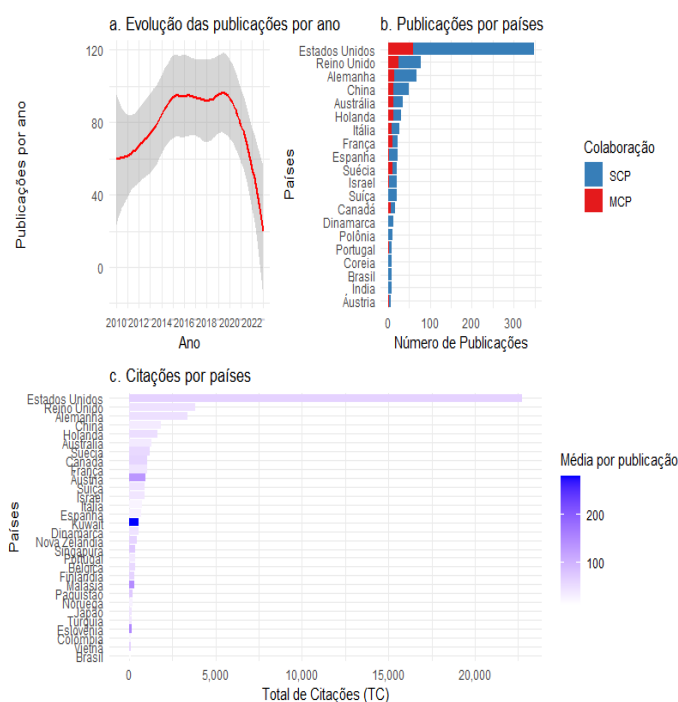 a. Evolução das publicações por ano
Publicações por ano
120
80
40
0
2010 2012 2014 2016 2018 2020 2022
Ano
b. Publicações por países
Países
Estados Unidos
Reino Unido
Alemanha
China
Austrália
Holanda
Itália
França
Espanha
Suécia
Israel
Suíça
Canadá
Dinamarca
Polônia
Portugal
Coreia
Brasil
India
Áustria
0 100 200 300
Número de Publicações
Colaboração
SCP
MCP
c. Citações por países
Países
Estados Unidos
Reino Unido
Alemanha
China
Holanda
Australia
Suécia
Canadá
França
Austria
Suiça
Israel
Itália
Espanha
Kuwait
Dinamarca
Nova Zelândia
Singapura
Portugal
Bélgica
Finlândia
Malásia
Paquistão
Noruega
Japão
Turquia
Eslovênia
Colombia
Vietnã
Brasil
0 5,000 10,000 15,000 20,000
Total de Citações (TC)
Média por publicação
200
100